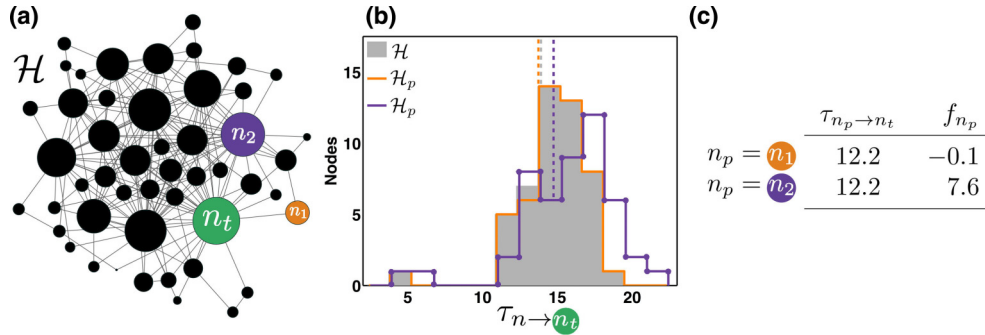 (a)
ℋ
n₂
n₁
nₜ
(b)
ℋ
ℋₚ
ℋₚ
Nodes
15
10
5
0
5 10 15 20
τₙ→nₜ
(c)
τₙₚ→ₙₜ fₙₚ
nₚ = n₁ 12.2 −0.1
nₚ = n₂ 12.2 7.6